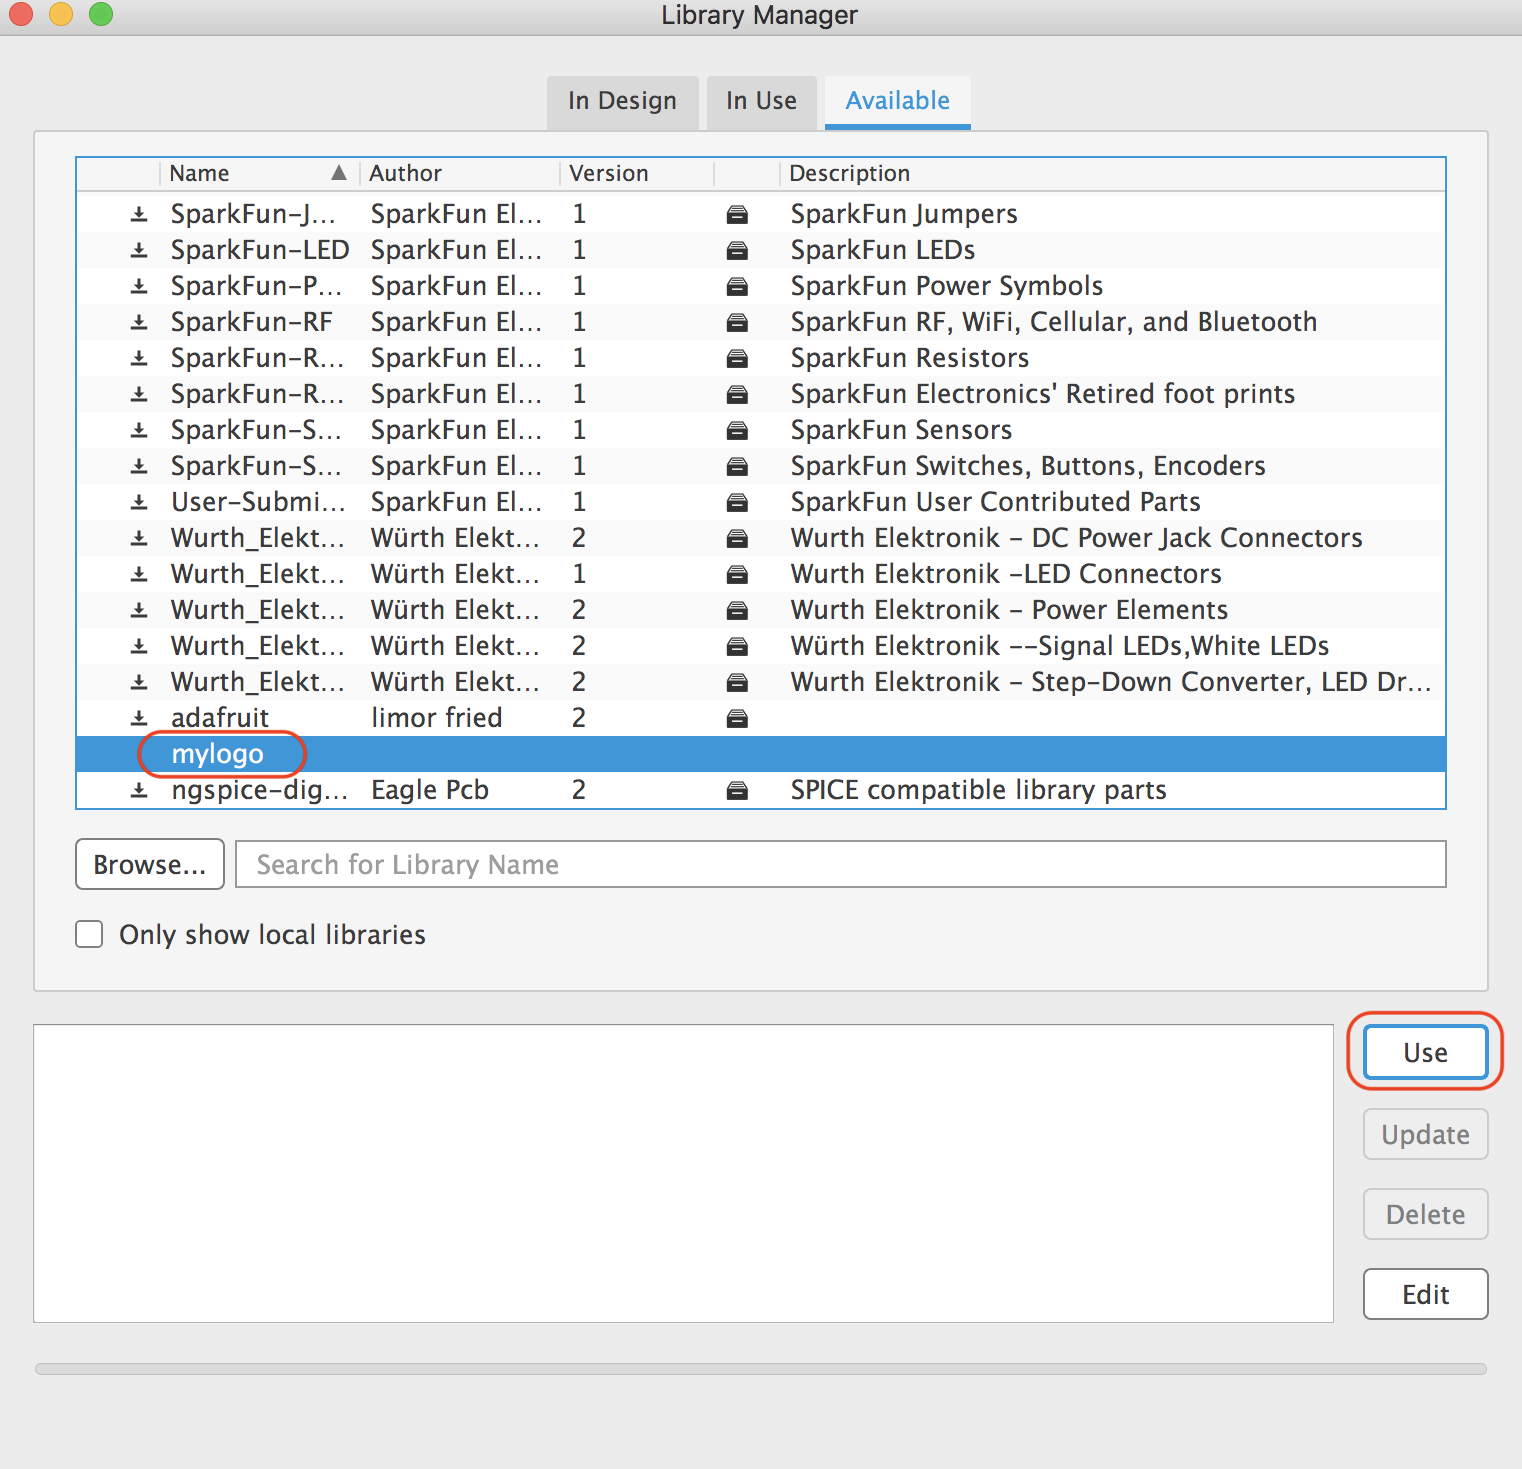 Library Manager
In Design In Use Available
Name Author Version Description
SparkFun-J... SparkFun El... 1 SparkFun Jumpers
SparkFun-LED SparkFun El... 1 SparkFun LEDs
SparkFun-P... SparkFun El... 1 SparkFun Power Symbols
SparkFun-RF SparkFun El... 1 SparkFun RF, WiFi, Cellular, and Bluetooth
SparkFun-R... SparkFun El... 1 SparkFun Resistors
SparkFun-R... SparkFun El... 1 SparkFun Electronics' Retired foot prints
SparkFun-S... SparkFun El... 1 SparkFun Sensors
SparkFun-S... SparkFun El... 1 SparkFun Switches, Buttons, Encoders
User-Submi... SparkFun El... 1 SparkFun User Contributed Parts
Wurth_Elekt... Würth Elekt... 2 Wurth Elektronik - DC Power Jack Connectors
Wurth_Elekt... Würth Elekt... 1 Wurth Elektronik -LED Connectors
Wurth_Elekt... Würth Elekt... 2 Wurth Elektronik - Power Elements
Wurth_Elekt... Würth Elekt... 2 Würth Elektronik --Signal LEDs,White LEDs
Wurth_Elekt... Würth Elekt... 2 Wurth Elektronik - Step-Down Converter, LED Dr...
adafruit limor fried 2
mylogo
ngspice-dig... Eagle Pcb 2 SPICE compatible library parts
Browse... Search for Library Name
Only show local libraries
Use
Update
Delete
Edit